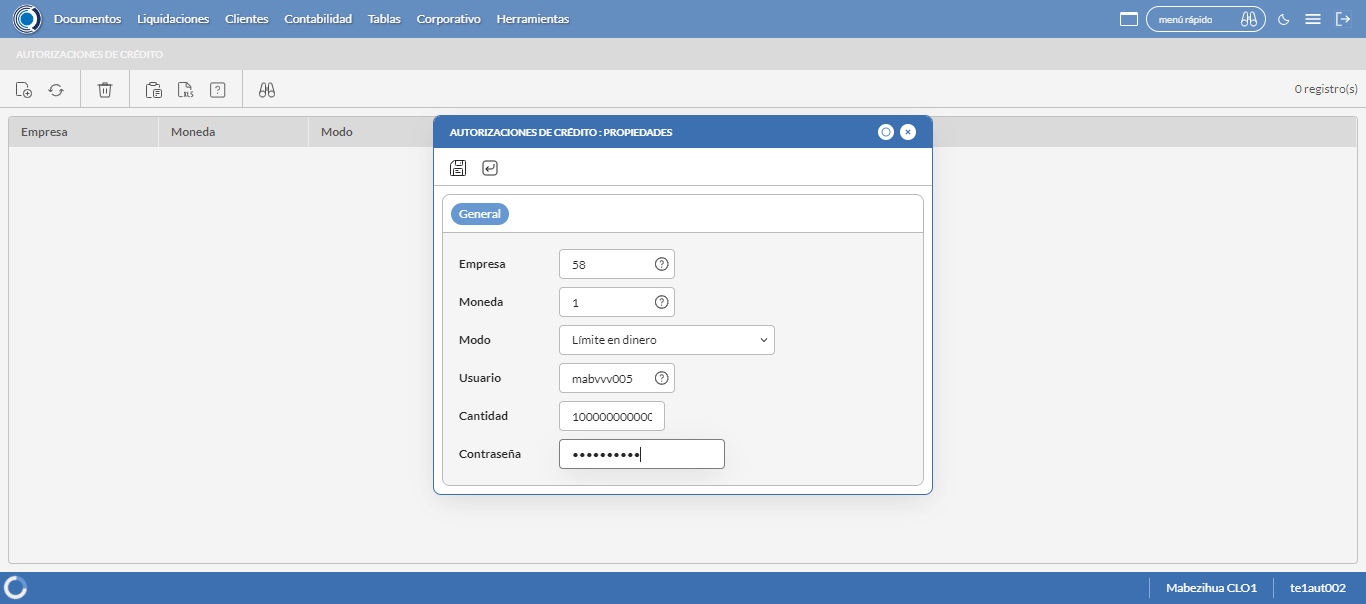 Documentos Liquidaciones Clientes Contabilidad Tablas Corporativo Herramientas menú rápido
AUTORIZACIONES DE CRÉDITO
XLS ? 0 registro(s)
Empresa Moneda Modo
AUTORIZACIONES DE CRÉDITO : PROPIEDADES
General
Empresa 58 ?
Moneda 1 ?
Modo Límite en dinero
Usuario mabvvv005 ?
Cantidad 100000000000
Contraseña ••••••••••
Mabezihua CLO1 te1aut002